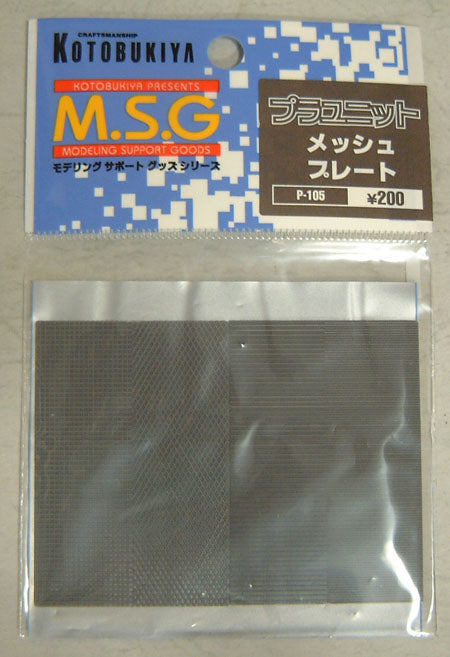 CRAFTSMANSHIP
KOTOBUKIYA
KOTOBUKIYA PRESENTS
M.S.G
MODELING SUPPORT GOODS
モデリング サポート グッズ シリーズ
プラユニット
メッシュ
プレート
P-105
¥200